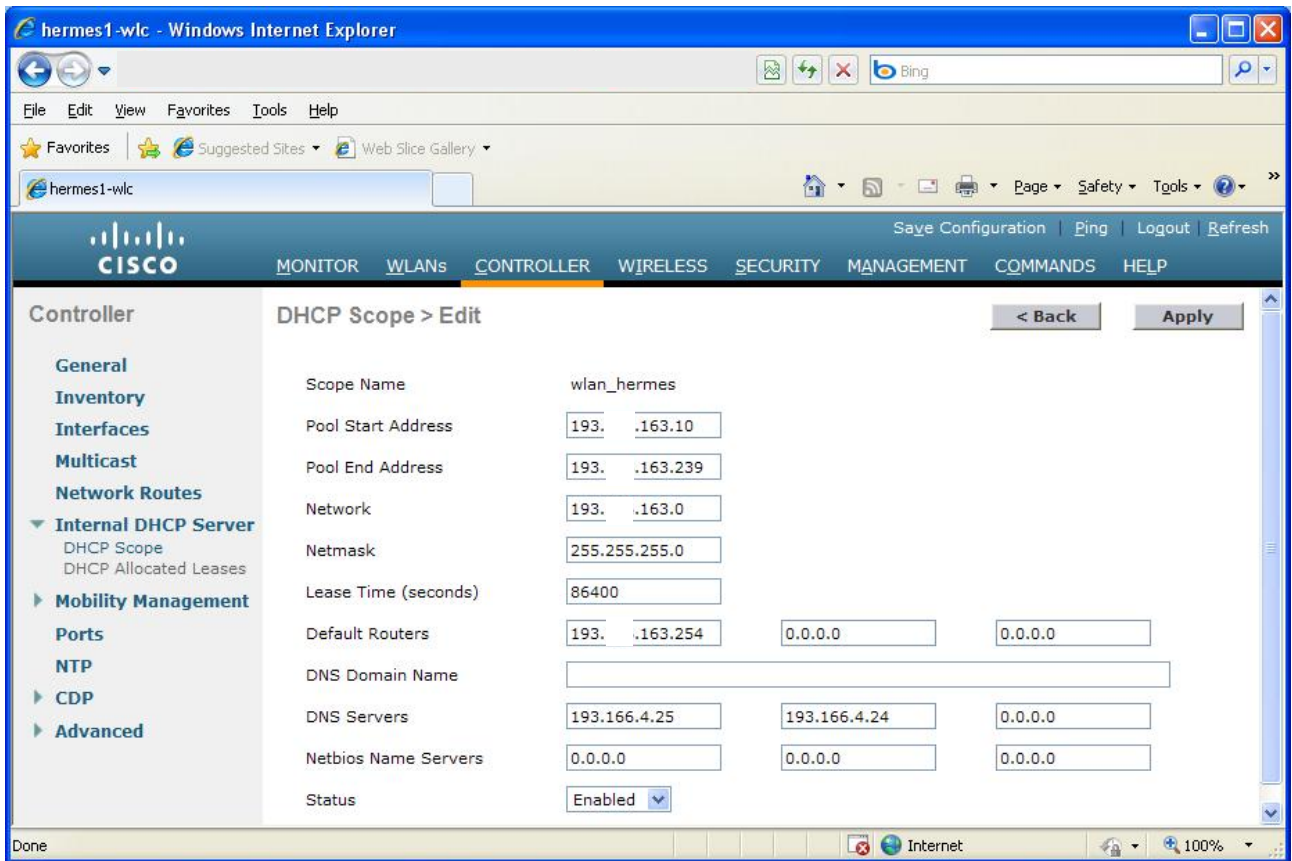 hermes1-wlc - Windows Internet Explorer
Bing
File Edit View Favorites Tools Help
Favorites Suggested Sites Web Slice Gallery
hermes1-wlc Page Safety Tools »
Save Configuration | Ping | Logout | Refresh
CISCO MONITOR WLANs CONTROLLER WIRELESS SECURITY MANAGEMENT COMMANDS HELP
Controller
General
Inventory
Interfaces
Multicast
Network Routes
Internal DHCP Server
DHCP Scope
DHCP Allocated Leases
Mobility Management
Ports
NTP
CDP
Advanced
DHCP Scope > Edit < Back Apply
Scope Name wlan_hermes
Pool Start Address 193. .163.10
Pool End Address 193. .163.239
Network 193. .163.0
Netmask 255.255.255.0
Lease Time (seconds) 86400
Default Routers 193. .163.254 0.0.0.0 0.0.0.0
DNS Domain Name
DNS Servers 193.166.4.25 193.166.4.24 0.0.0.0
Netbios Name Servers 0.0.0.0 0.0.0.0 0.0.0.0
Status Enabled
Done Internet 100%